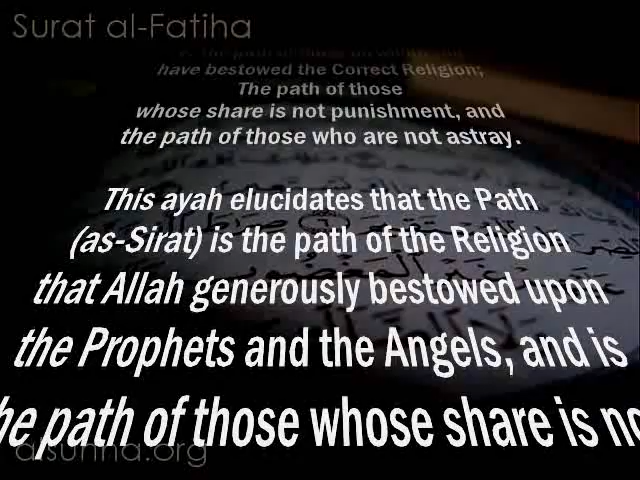 Surat al-Fatiha
have bestowed the Correct Religion;
The path of those
whose share is not punishment, and
the path of those who are not astray.
This ayah elucidates that the Path
(as-Sirat) is the path of the Religion
that Allah generously bestowed upon
the Prophets and the Angels, and is
he path of those whose share is no
alsunna.org